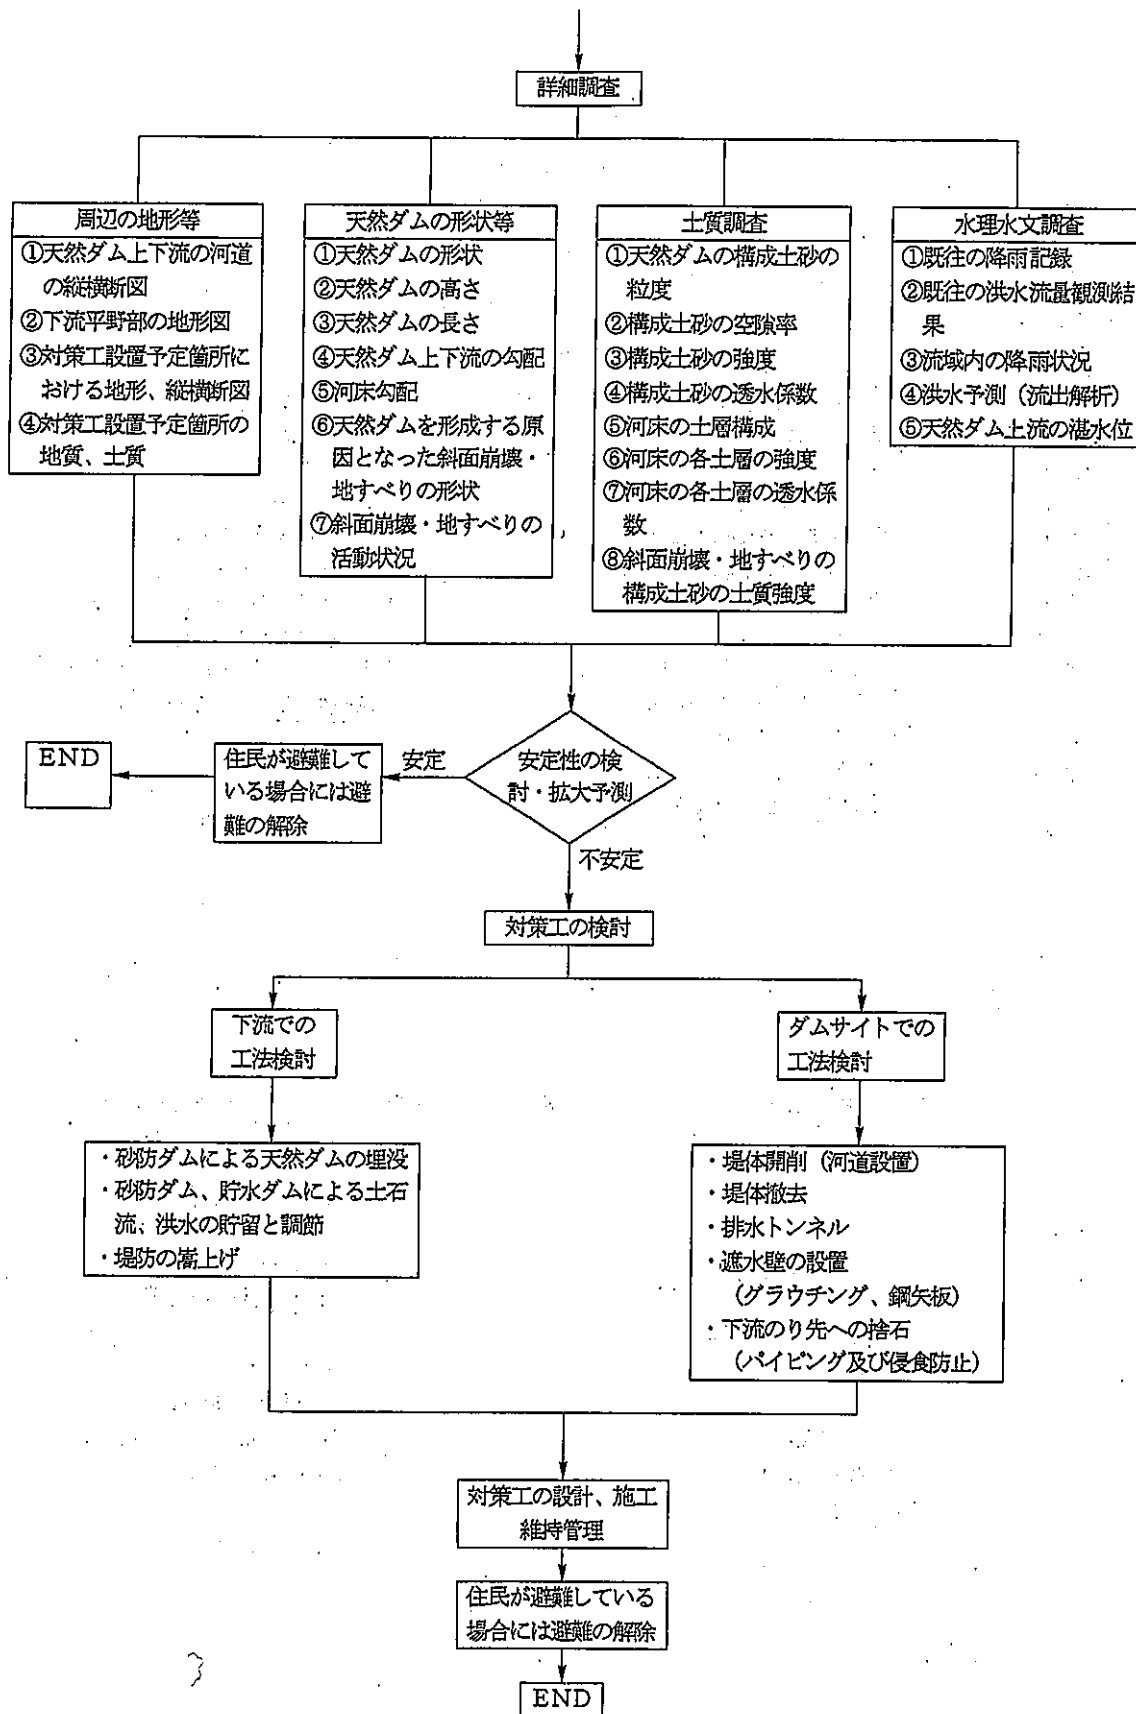 詳細調査
周辺の地形等
①天然ダム上下流の河道
の縦横断図
②下流平野部の地形図
③対策工設置予定箇所に
おける地形、縦横断図
④対策工設置予定箇所の
地質、土質
天然ダムの形状等
①天然ダムの形状
②天然ダムの高さ
③天然ダムの長さ
④天然ダム上下流の勾配
⑤河床勾配
⑥天然ダムを形成する原
因となった斜面崩壊・
地すべりの形状
⑦斜面崩壊・地すべりの
活動状況
土質調査
①天然ダムの構成土砂の
粒度
②構成土砂の空隙率
③構成土砂の強度
④構成土砂の透水係数
⑤河床の土層構成
⑥河床の各土層の強度
⑦河床の各土層の透水係
数
⑧斜面崩壊・地すべりの
構成土砂の土質強度
水理水文調査
①既往の降雨記録
②既往の洪水流量観測結
果
③流域内の降雨状況
④洪水予測（流出解析）
⑤天然ダム上流の湛水位
安定性の検
討・拡大予測
安定
住民が避難して
いる場合には避
難の解除
END
不安定
対策工の検討
下流での
工法検討
ダムサイトでの
工法検討
・砂防ダムによる天然ダムの埋没
・砂防ダム、貯水ダムによる土石
流、洪水の貯留と調節
・堤防の嵩上げ
・堤体開削（河道設置）
・堤体撤去
・排水トンネル
・遮水壁の設置
（グラウチング、鋼矢板）
・下流のり先への捨石
（パイピング及び侵食防止）
対策工の設計、施工
維持管理
住民が避難している
場合には避難の解除
END